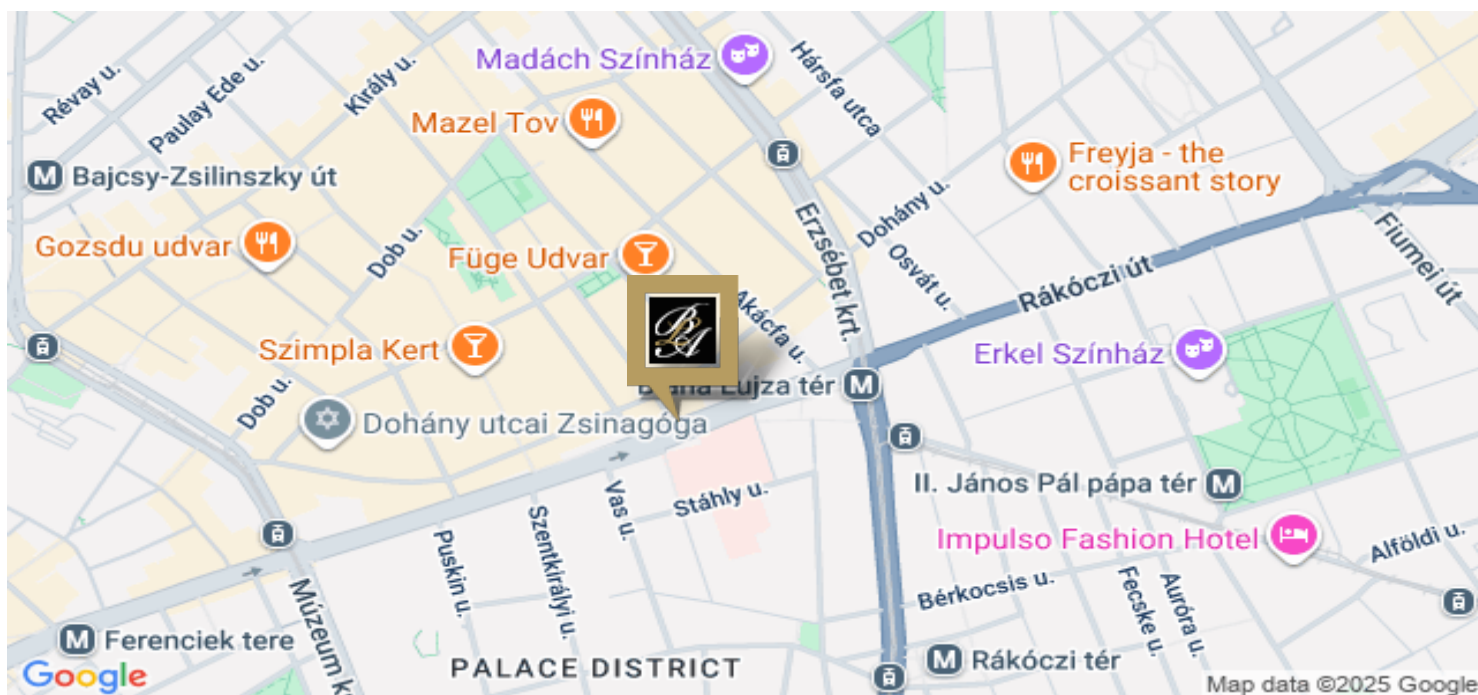 Madách Színház
Hársfa utca
Révay u.
Paulay Ede u.
Király u.
Mazel Tov
Freyja - the
croissant story
Bajcsy-Zsilinszky út
Dohány u.
Erzsébet krt.
Fiumei út
Gozsdu udvar
Dob u.
Füge Udvar
Osvát u.
Rákóczi út
Akácfa u.
Szimpla Kert
Erkel Színház
Lujza tér
Dob u.
Dohány utcai Zsinagóga
II. János Pál pápa tér
Vas u.
Stáhly u.
Puskin u.
Szentkirályi u.
Impulso Fashion Hotel
Alföldi u.
Bérkocsis u.
Fecske u.
Auróra u.
Múzeum k
Ferenciek tere
PALACE DISTRICT
Rákóczi tér
Google
Map data ©2025 Google